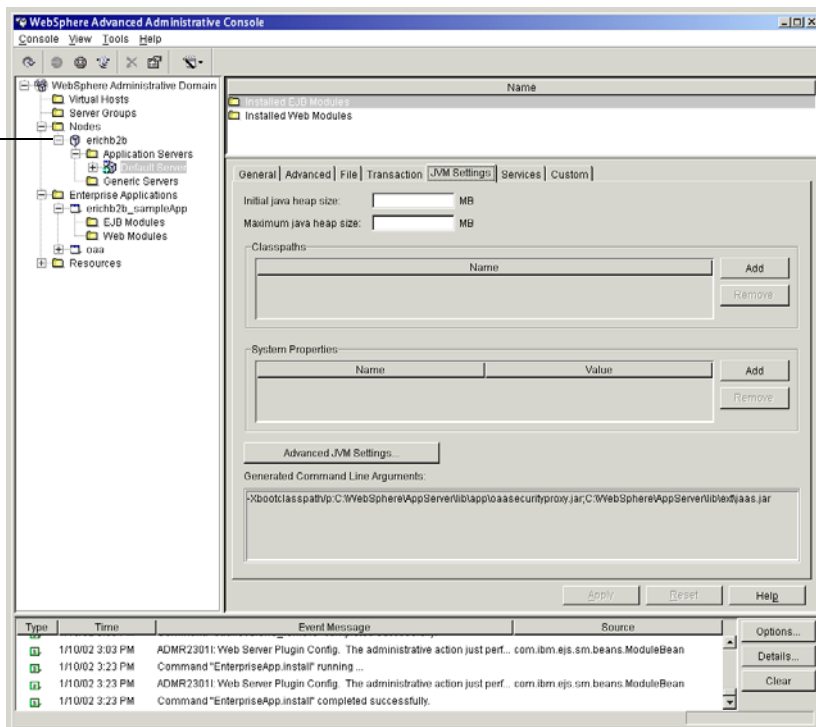 WebSphere Advanced Administrative Console
Console View Tools Help
WebSphere Administrative Domain
Virtual Hosts
Server Groups
Nodes
erichb2b
Application Servers
Default Server
Generic Servers
Enterprise Applications
erichb2b_sampleApp
EJB Modules
Web Modules
oaa
Resources
Name
Installed EJB Modules
Installed Web Modules
General Advanced File Transaction JVM Settings Services Custom
Initial java heap size: MB
Maximum java heap size: MB
Classpaths
Name
Add
Remove
System Properties
Name Value
Add
Remove
Advanced JVM Settings...
Generated Command Line Arguments:
-Xbootclasspath/p:C:\WebSphere\AppServer\lib\app\oaasecurityproxy.jar;C:\WebSphere\AppServer\lib\ext\jaas.jar
Apply Reset Help
Type Time Event Message Source
1/10/02 3:03 PM ADMR2301I: Web Server Plugin Config. The administrative action just perf... com.ibm.ejs.sm.beans.ModuleBean
1/10/02 3:23 PM Command "EnterpriseApp.install" running ...
1/10/02 3:23 PM ADMR2301I: Web Server Plugin Config. The administrative action just perf... com.ibm.ejs.sm.beans.ModuleBean
1/10/02 3:23 PM Command "EnterpriseApp.install" completed successfully.
Options...
Details...
Clear